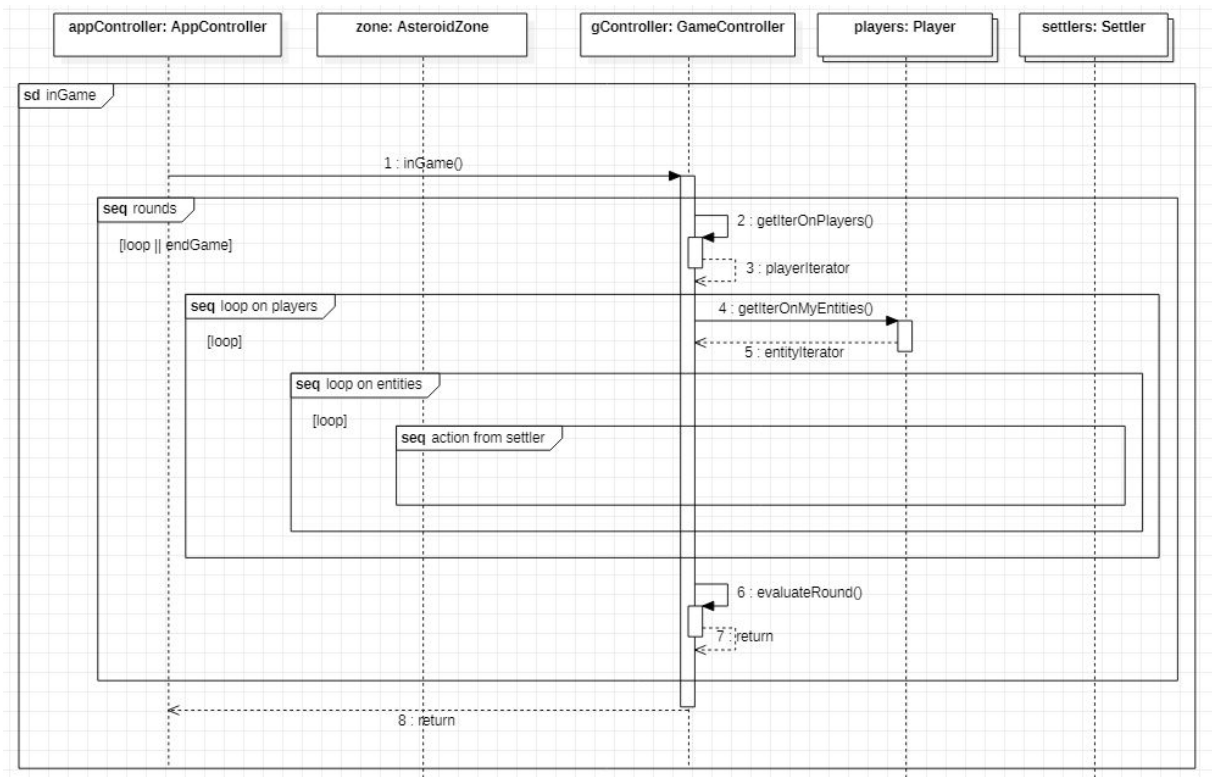 appController: AppController
zone: AsteroidZone
gController: GameController
players: Player
settlers: Settler
sd inGame
1 : inGame()
seq rounds
[loop || endGame]
2 : getIterOnPlayers()
3 : playerIterator
seq loop on players
[loop]
4 : getIterOnMyEntities()
5 : entityIterator
seq loop on entities
[loop]
seq action from settler
6 : evaluateRound()
7 : return
8 : return